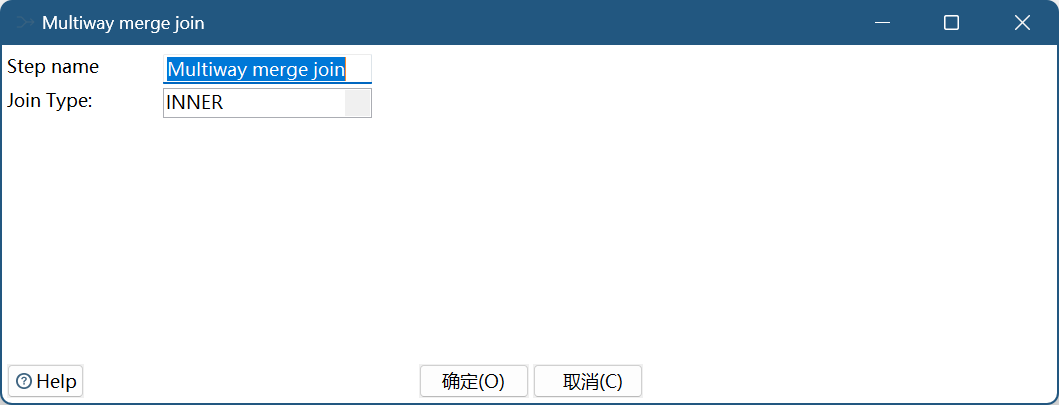 Multiway merge join
Step name Multiway merge join
Join Type: INNER
Help 确定(O) 取消(C)